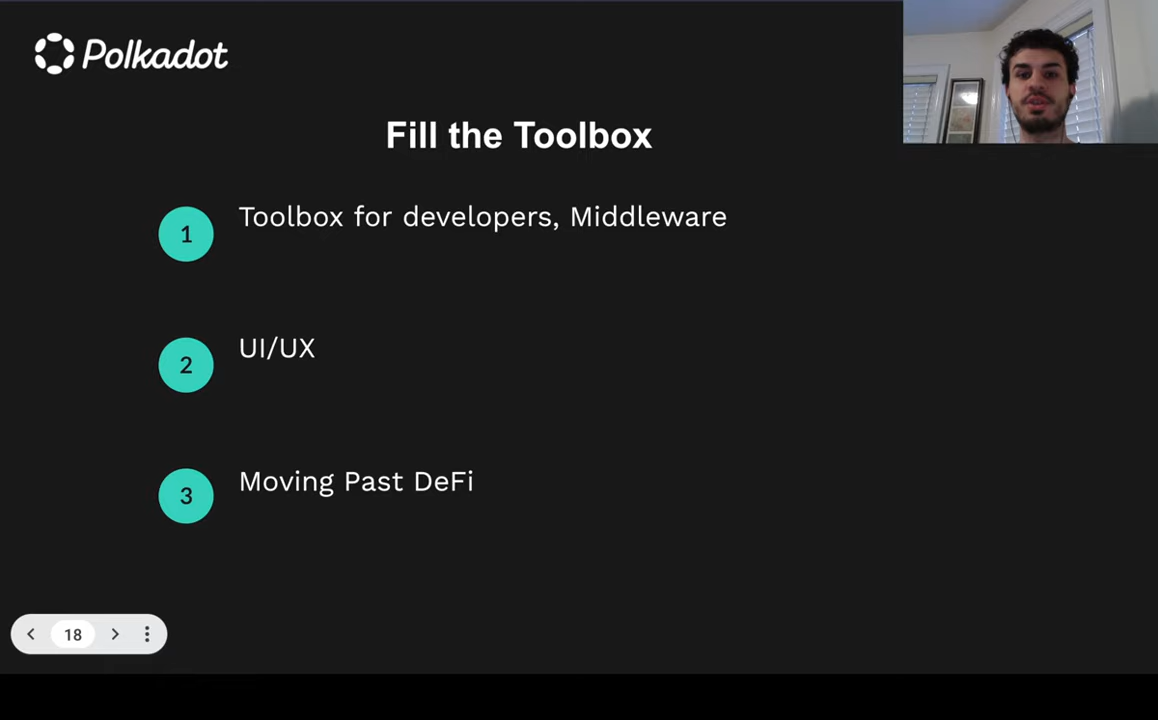 Polkadot
Fill the Toolbox
1
Toolbox for developers, Middleware
2
UI/UX
3
Moving Past DeFi
18